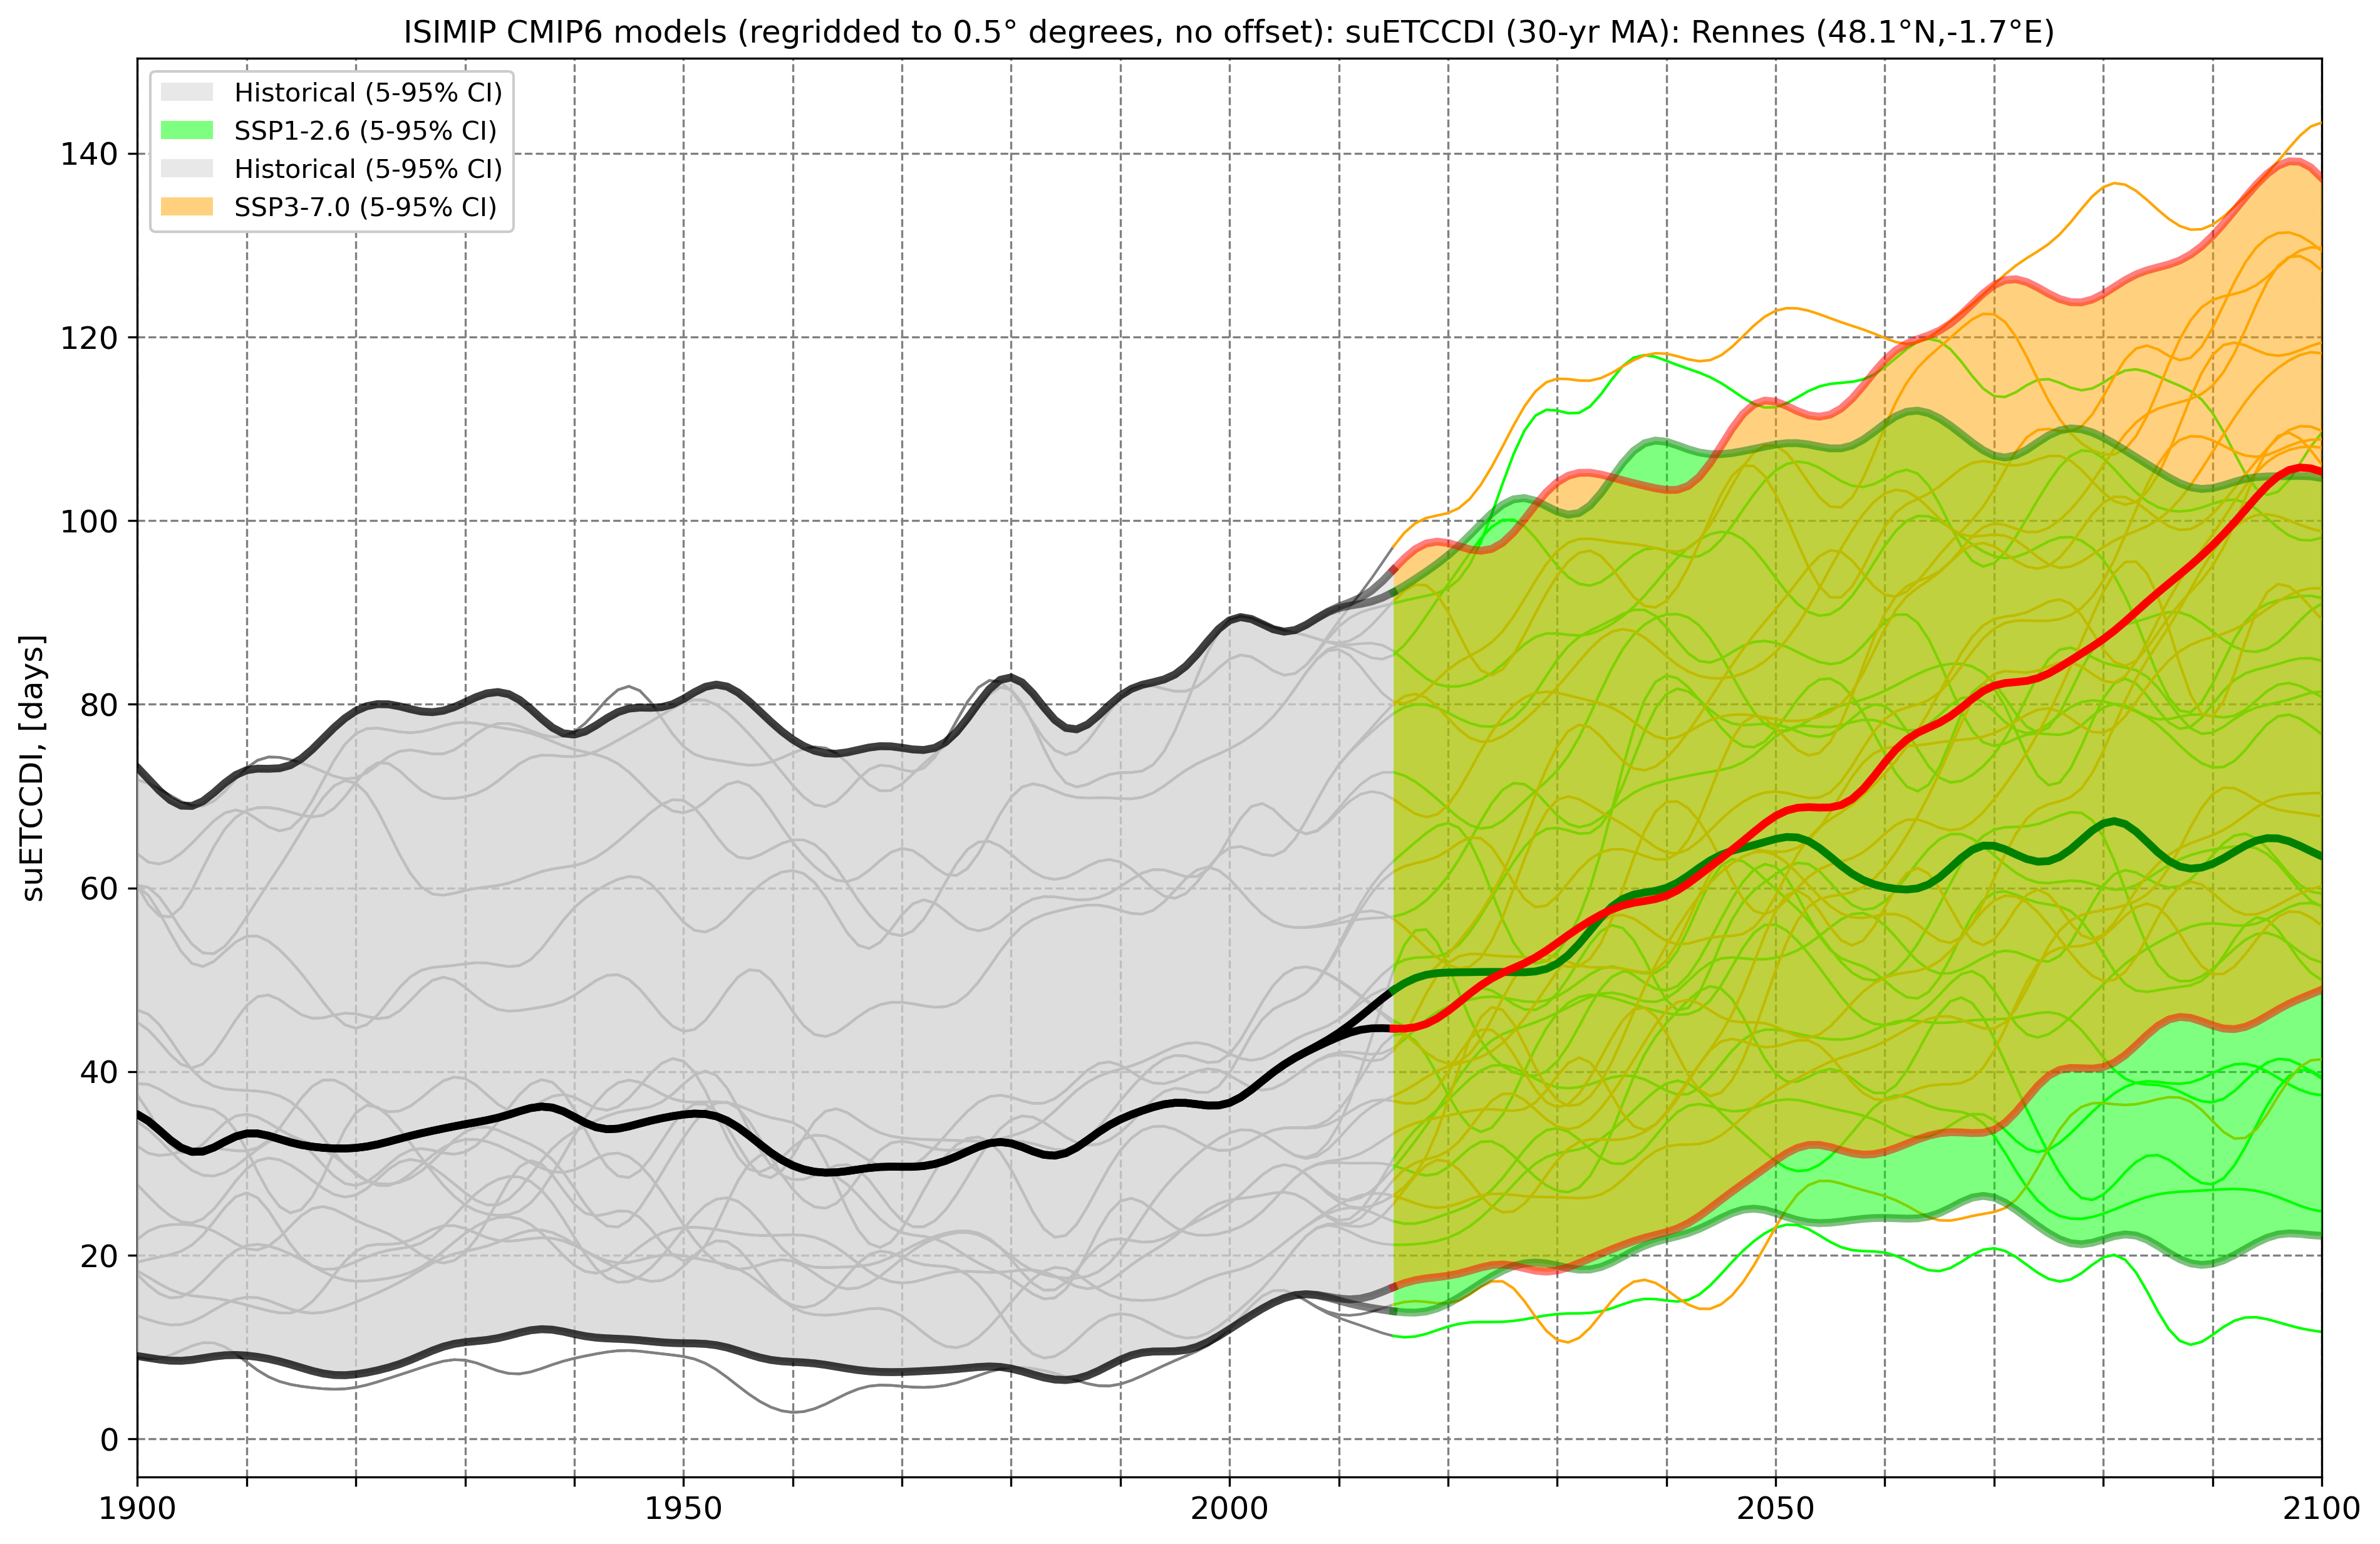 ISIMIP CMIP6 models (regridded to 0.5° degrees, no offset): suETCCDI (30-yr MA): Rennes (48.1°N,-1.7°E)
Historical (5-95% CI)
SSP1-2.6 (5-95% CI)
Historical (5-95% CI)
SSP3-7.0 (5-95% CI)
suETCCDI, [days]
140
120
100
80
60
40
20
0
1900
1950
2000
2050
2100